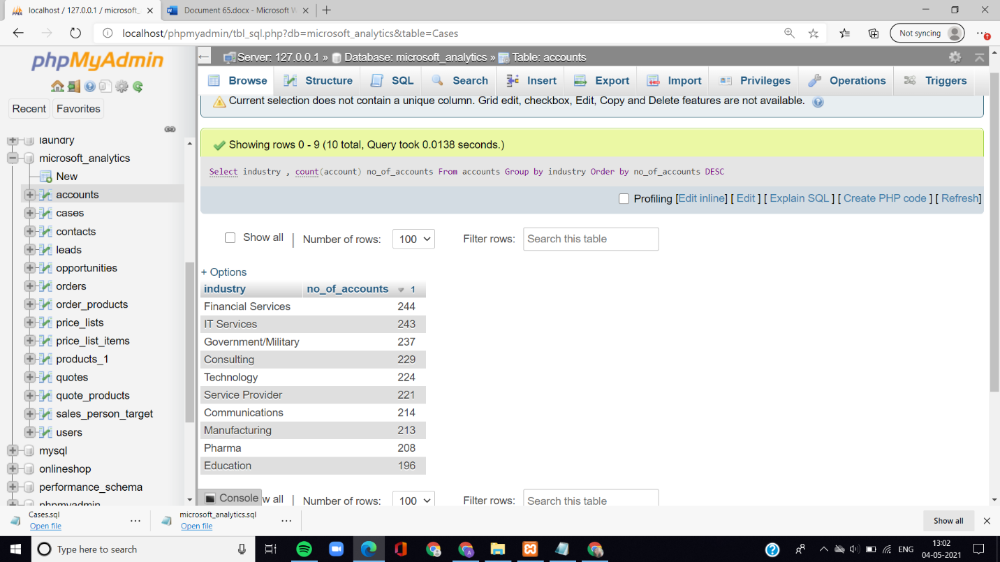 localhost / 127.0.0.1 / microsoft_
Document 65.docx - Microsoft W
localhost/phpmyadmin/tbl_sql.php?db=microsoft_analytics&table=Cases
Not syncing
phpMyAdmin
Recent
Favorites
laundry
microsoft_analytics
New
accounts
cases
contacts
leads
opportunities
orders
order_products
price_lists
price_list_items
products_1
quotes
quote_products
sales_person_target
users
mysql
onlineshop
performance_schema
phpmyadmin
Server: 127.0.0.1 » Database: microsoft_analytics » Table: accounts
Browse Structure SQL Search Insert Export Import Privileges Operations Triggers
Current selection does not contain a unique column. Grid edit, checkbox, Edit, Copy and Delete features are not available.
Showing rows 0 - 9 (10 total, Query took 0.0138 seconds.)
Select industry , count(account) no_of_accounts From accounts Group by industry Order by no_of_accounts DESC
Profiling [Edit inline] [ Edit ] [ Explain SQL ] [ Create PHP code ] [ Refresh]
Show all | Number of rows: 100 Filter rows: Search this table
+ Options
industry no_of_accounts 1
Financial Services 244
IT Services 243
Government/Military 237
Consulting 229
Technology 224
Service Provider 221
Communications 214
Manufacturing 213
Pharma 208
Education 196
Console
w all | Number of rows: 100 Filter rows: Search this table
Cases.sql
Open file
microsoft_analytics.sql
Open file
Show all
Type here to search
ENG
13:02
04-05-2021